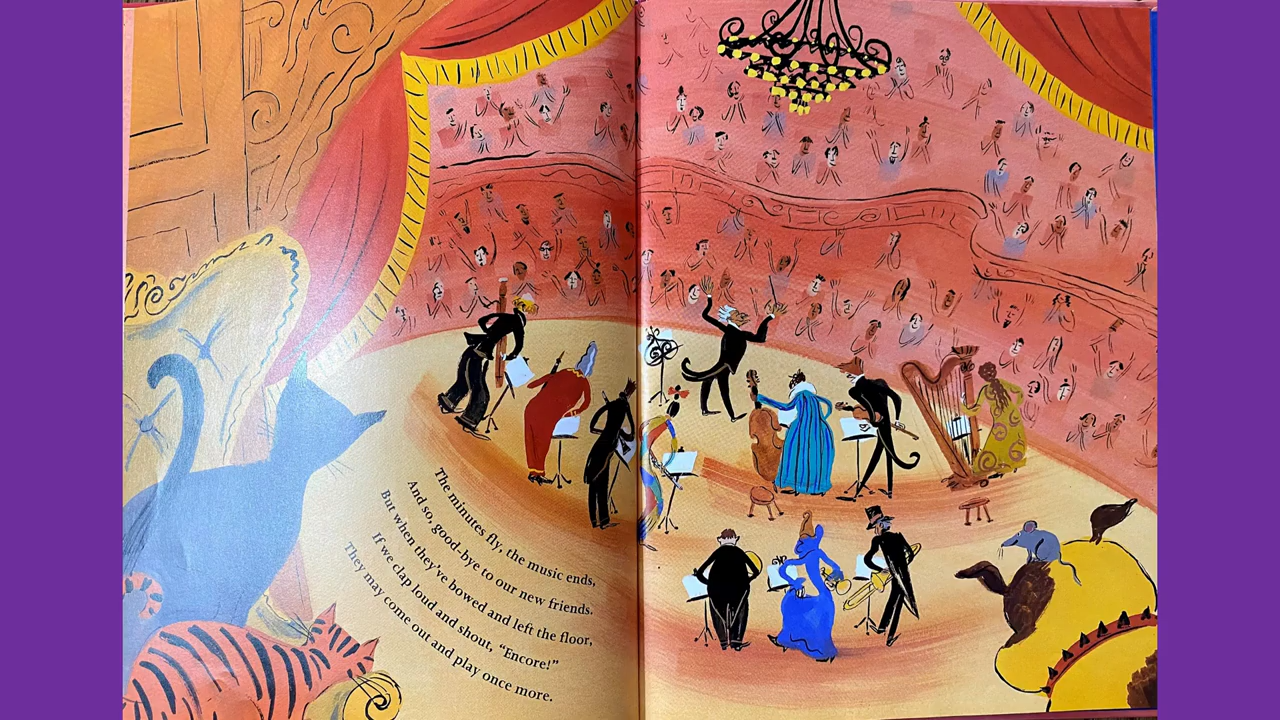 The minutes fly, the music ends,
And so, good-bye to our new friends.
But when they've bowed and left the floor,
If we clap loud and shout, "Encore!"
They may come out and play once more.